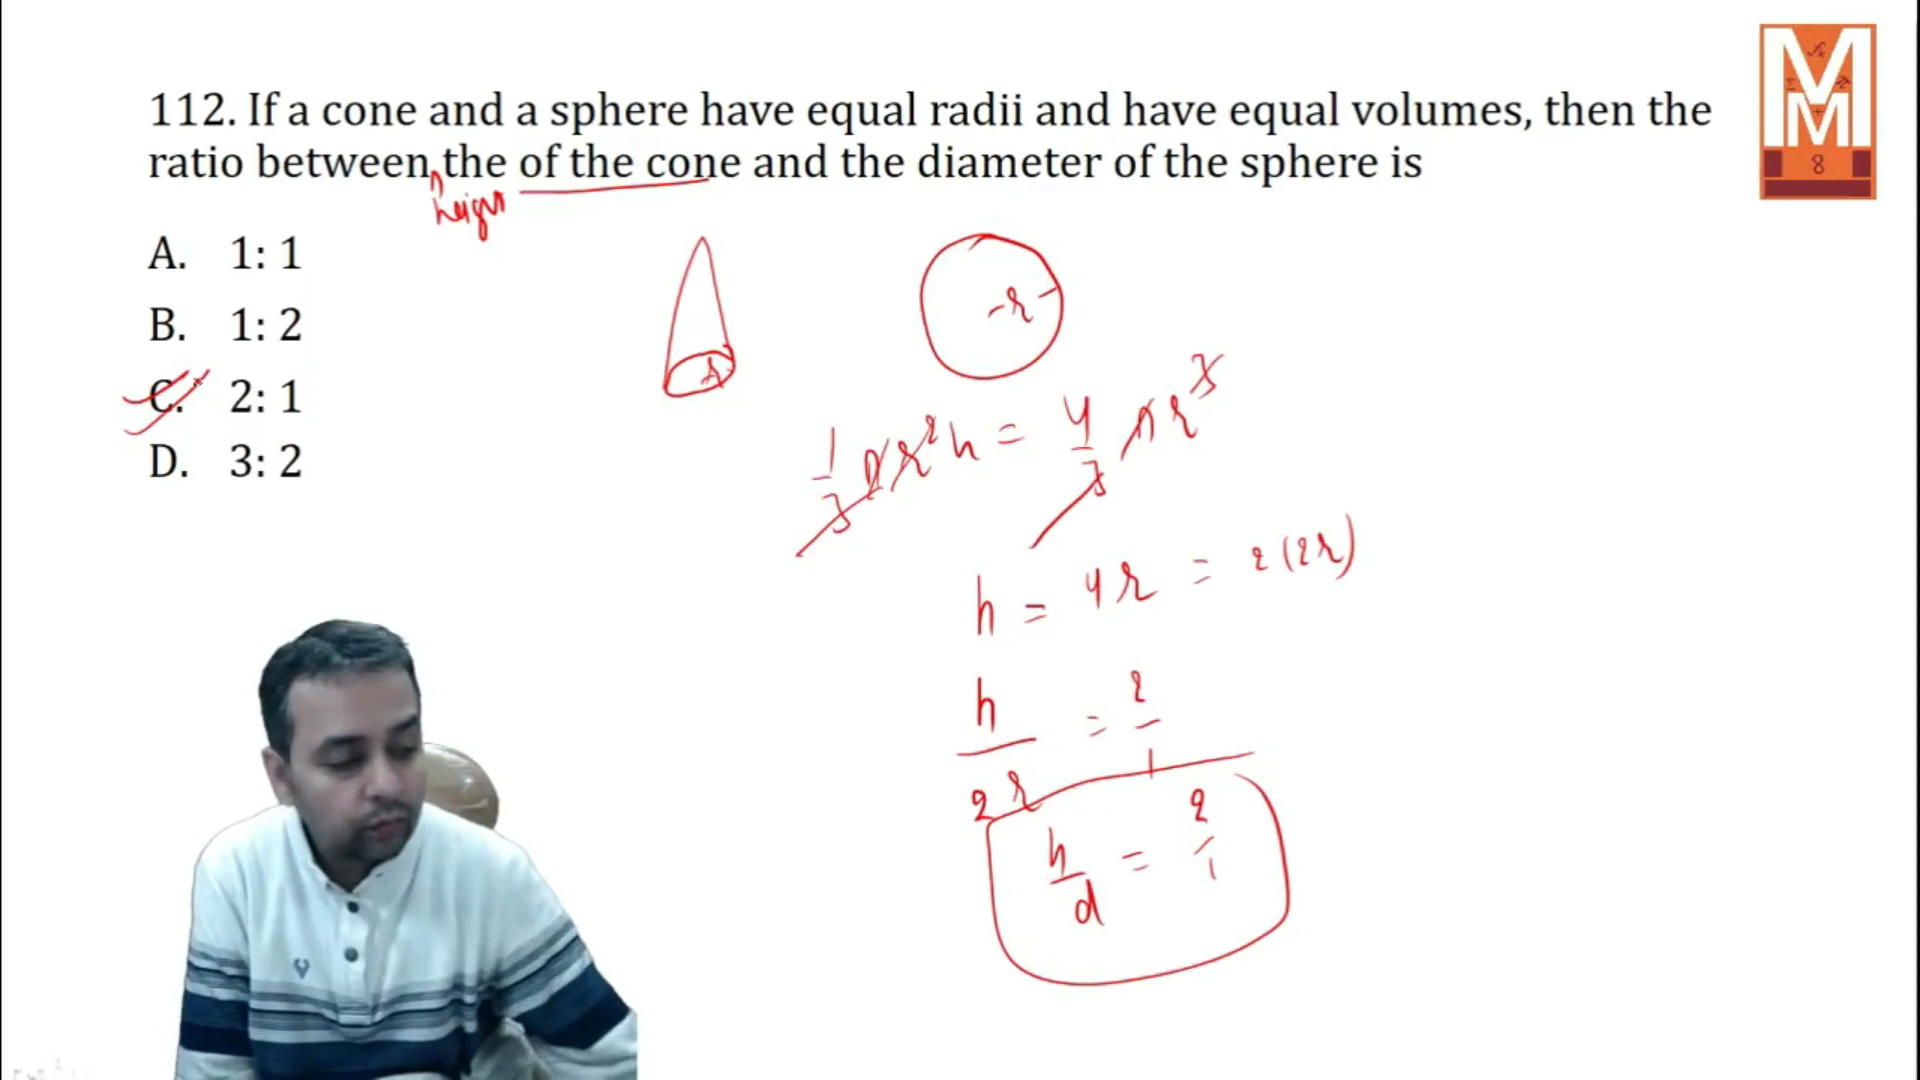 112. If a cone and a sphere have equal radii and have equal volumes, then the
ratio between the of the cone and the diameter of the sphere is
height
A. 1: 1
B. 1: 2
C. 2: 1
D. 3: 2
r
r
1/3 πr²h = 4/3 πr³
h = 4r = 2(2r)
h/2r = 2/1
h/d = 2/1
M
M
8